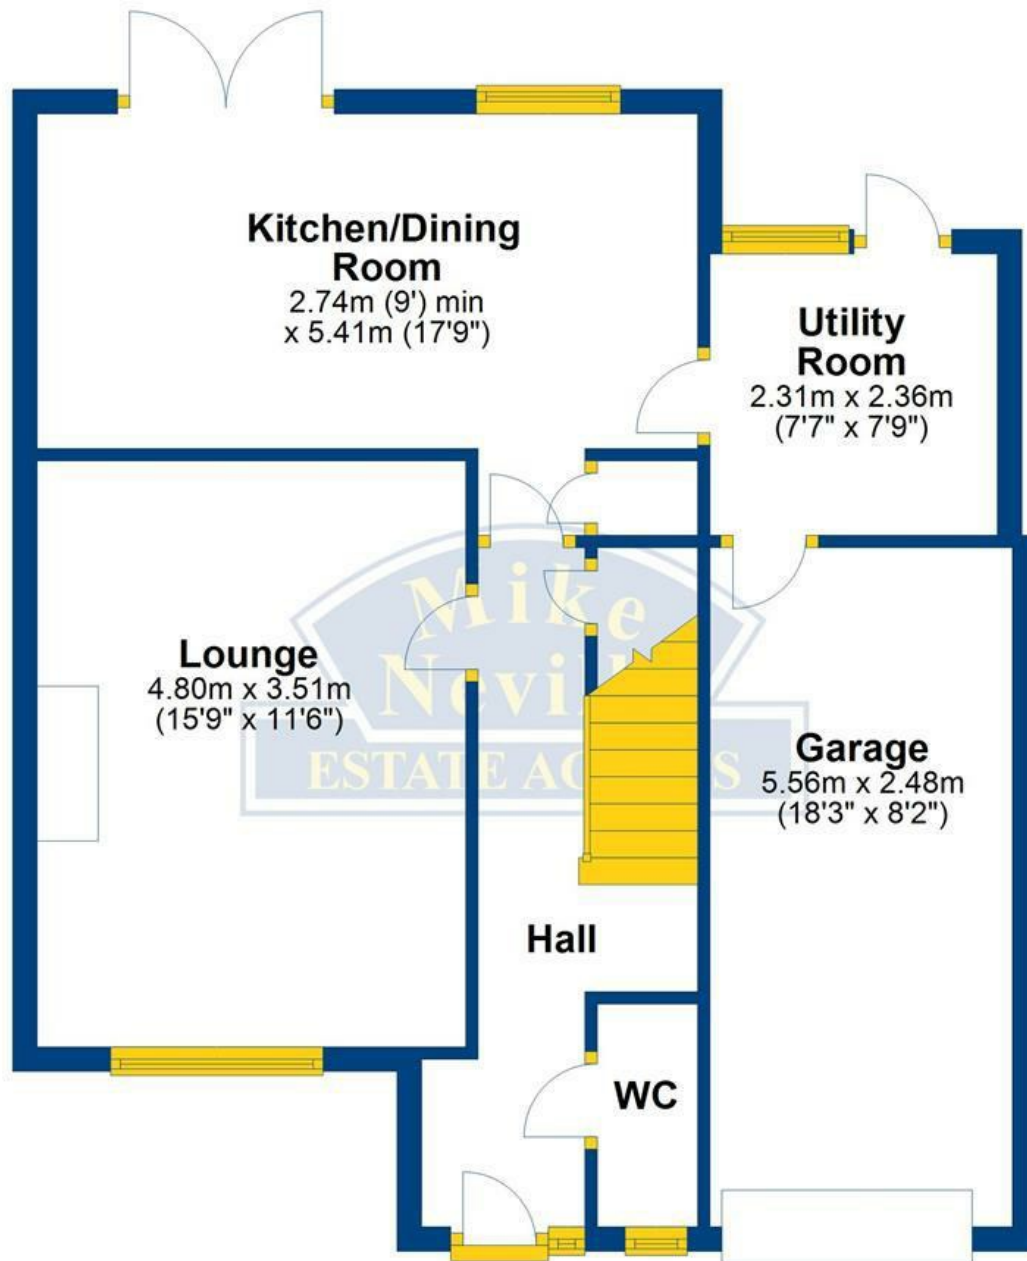 Kitchen/Dining
Room
2.74m (9') min
x 5.41m (17'9")
Utility
Room
2.31m x 2.36m
(7'7" x 7'9")
Mike
Lounge
4.80m x 3.51m
(15'9" x 11'6")
ESTATE
Garage
5.56m x 2.48m
(18'3" x 8'2")
Hall
WC